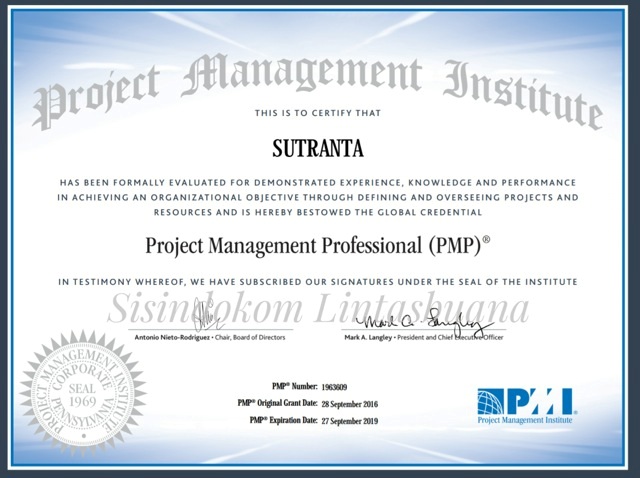 Project Management Institute
THIS IS TO CERTIFY THAT
SUTRANTA
HAS BEEN FORMALLY EVALUATED FOR DEMONSTRATED EXPERIENCE, KNOWLEDGE AND PERFORMANCE
IN ACHIEVING AN ORGANIZATIONAL OBJECTIVE THROUGH DEFINING AND OVERSEEING PROJECTS AND
RESOURCES AND IS HEREBY BESTOWED THE GLOBAL CREDENTIAL
Project Management Professional (PMP)®
IN TESTIMONY WHEREOF, WE HAVE SUBSCRIBED OUR SIGNATURES UNDER THE SEAL OF THE INSTITUTE
Sisindokom Lintasbuana
Mark A. Langley
Antonio Nieto-Rodriguez • Chair, Board of Directors
Mark A. Langley • President and Chief Executive Officer
PROJECT MANAGEMENT INSTITUTE
CORPORATE
SEAL
1969
PENNSYLVANIA
PMP® Number: 1963609
PMP® Original Grant Date: 28 September 2016
PMP® Expiration Date: 27 September 2019
PMI®
Project Management Institute